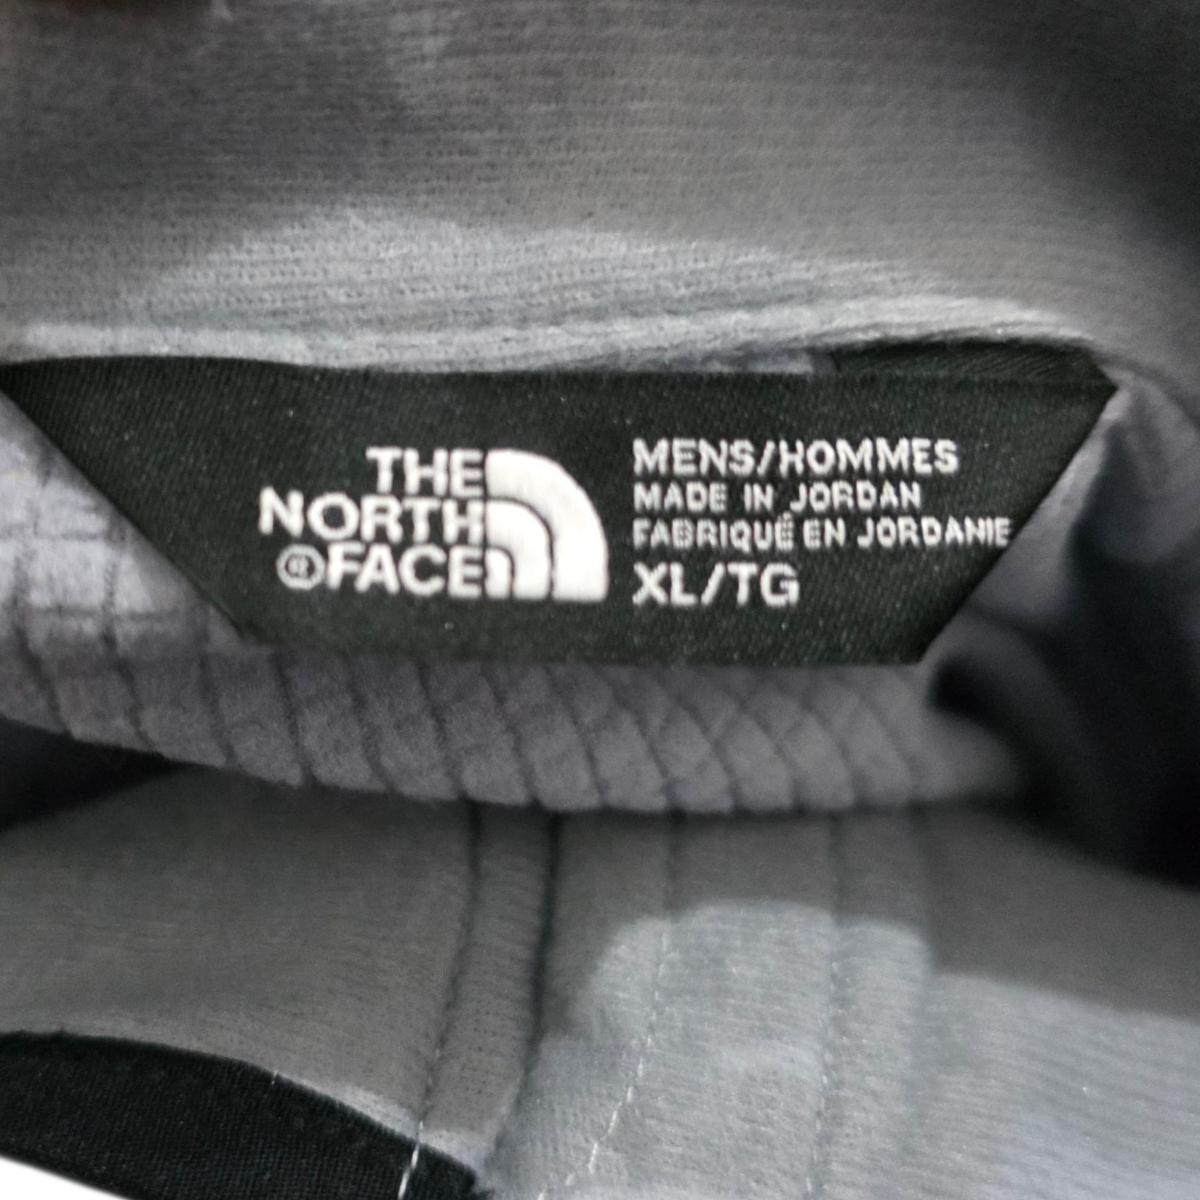 THE
NORTH
®FACE
MENS/HOMMES
MADE IN JORDAN
FABRIQUÉ EN JORDANIE
XL/TG